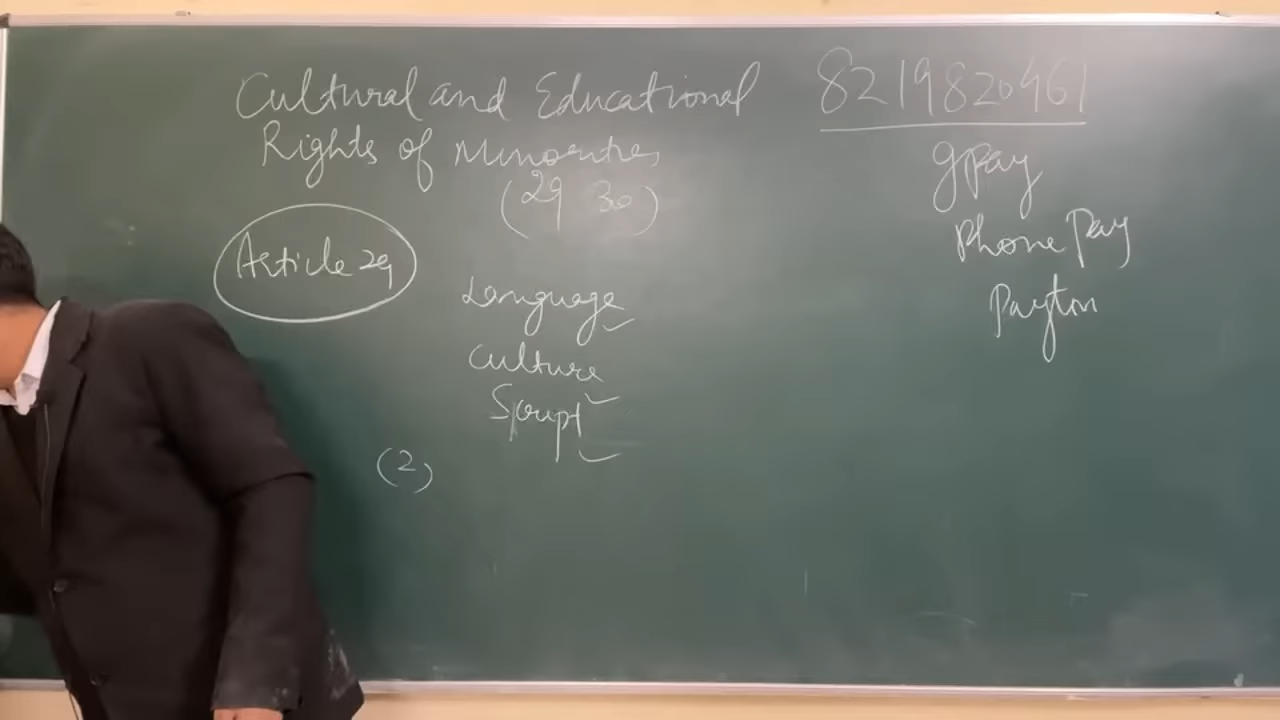 Cultural and Educational
Rights of Minorities
(29 30)
Article 29
Language
Culture
Script
(2)
8219820461
gpay
Phone Pay
Paytm